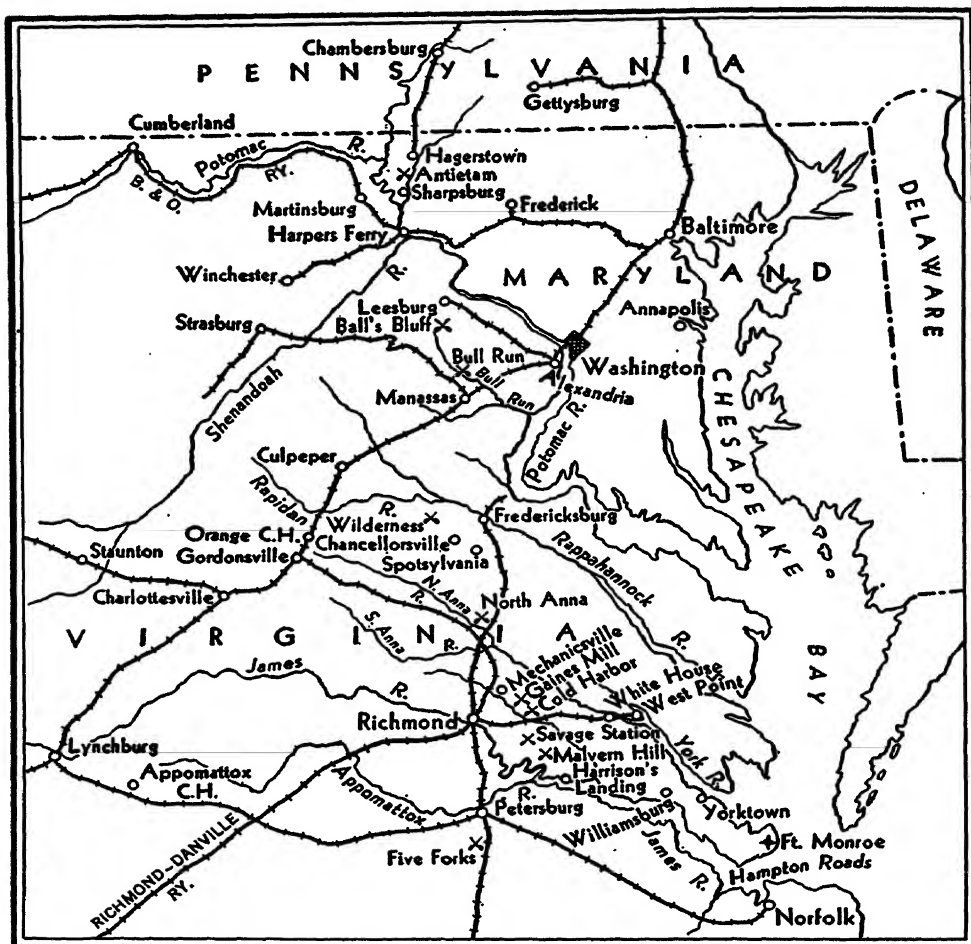 Chambersburg
PENNSYLVANIA
Gettysburg
Cumberland
Potomac R.
B. & O. RY.
Hagerstown
Antietam
Sharpsburg
Martinsburg
Frederick
Harpers Ferry
Baltimore
DELAWARE
Winchester
R.
MARYLAND
Leesburg
Annapolis
Strasburg
Ball's Bluff
Bull Run
Washington
Bull Run
Alexandria
Manassas
Shenandoah
Potomac R.
CHESAPEAKE BAY
Culpeper
Rapidan R.
Orange C.H.
Wilderness
Fredericksburg
Chancellorsville
Gordonsville
Spotsylvania
Staunton
Rappahannock R.
Charlottesville
N. Anna R.
North Anna
VIRGINIA
S. Anna R.
Mechanicsville
Gaines Mill
Cold Harbor
James R.
White House
West Point
Richmond
Savage Station
Lynchburg
Malvern Hill
York R.
Appomattox
C.H.
Harrison's
Landing
Appomattox R.
Petersburg
Williamsburg
Yorktown
RICHMOND-DANVILLE
RY.
Five Forks
James R.
Ft. Monroe
Hampton Roads
Norfolk